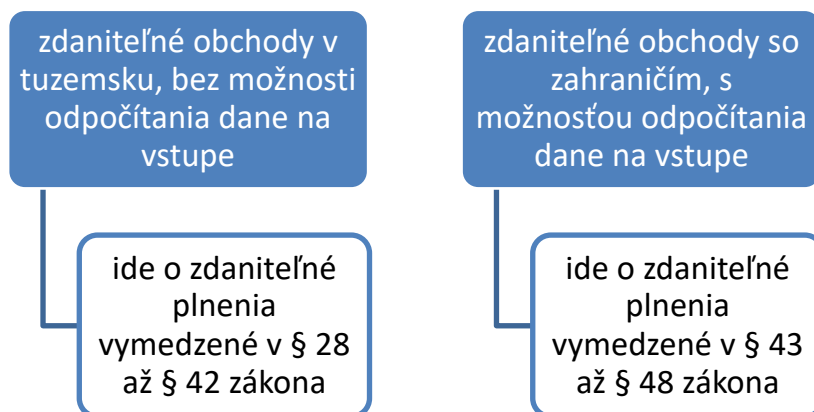 zdaniteľné obchody v
tuzemsku, bez možnosti
odpočítania dane na
vstupe
ide o zdaniteľné
plnenia
vymedzené v § 28
až § 42 zákona
zdaniteľné obchody so
zahraničím, s
možnosťou odpočítania
dane na vstupe
ide o zdaniteľné
plnenia
vymedzené v § 43
až § 48 zákona